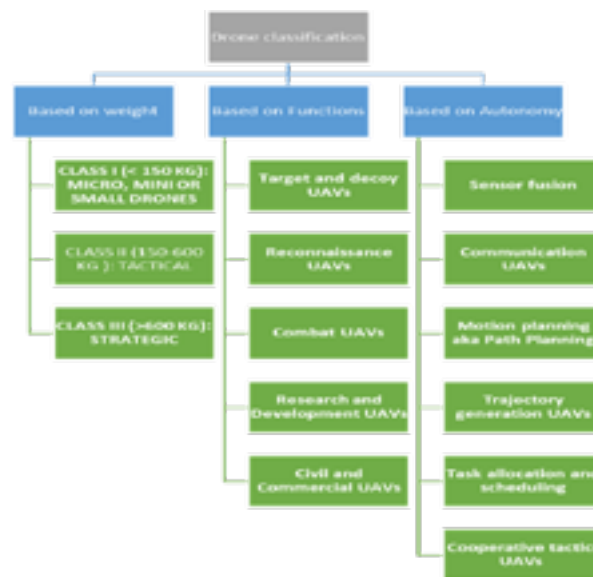 Drone classification
Based on weight
Based on Functions
Based on Autonomy
CLASS I (< 150 KG):
MICRO, MINI OR
SMALL DRONES
CLASS II (150-600
KG ): TACTICAL
CLASS III (>600 KG):
STRATEGIC
Target and decoy
UAVs
Reconnaissance
UAVs
Combat UAVs
Research and
Development UAVs
Civil and
Commercial UAVs
Sensor fusion
Communication
UAVs
Motion planning
aka Path Planning
Trajectory
generation UAVs
Task allocation and
scheduling
Cooperative tactic
UAVs